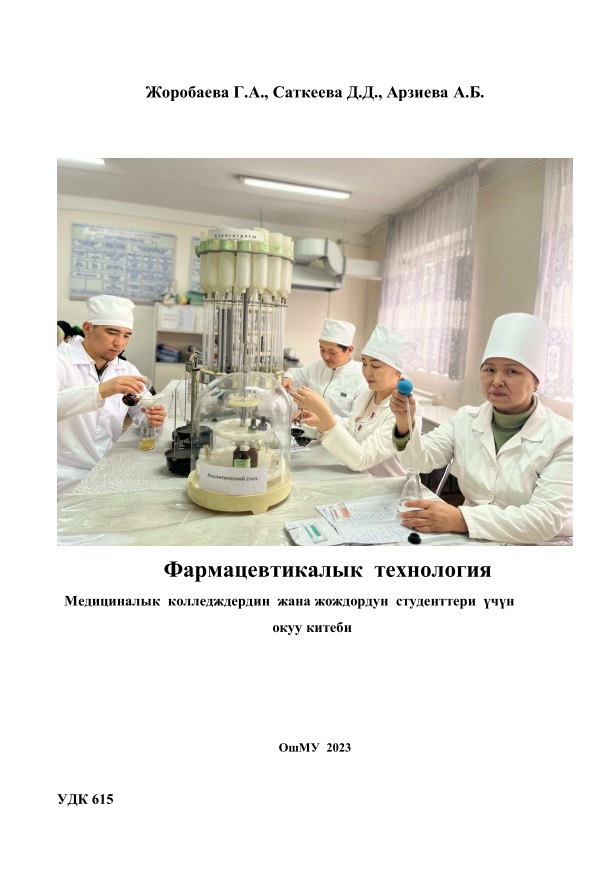 Жоробаева Г.А., Саткеева Д.Д., Арзиева А.Б.
Концентраты
Аналитический стол
Фармацевтикалык технология
Медициналык колледждердин жана жождордун студенттери үчүн
окуу китеби
ОшМУ 2023
УДК 615